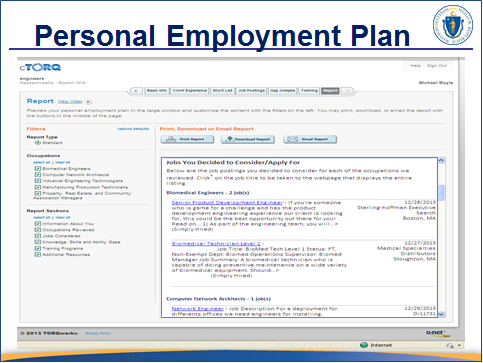 Personal Employment Plan
cTORQ
Help Sign Out
engineers
Massachusetts - Boston MSA
Michael Boyle
Basic Info Work Experience Short List Job Postings Gap Analysis Training Report
Report Help Video
Preview your personal employment plan in the large window and customize the content with the filters on the left. You may print, download, or email the report with
the buttons in the middle of the page.
Filters restore defaults
Report Type
Standard
Occupations
select all | clear all
Biomedical Engineers
Computer Network Architects
Industrial Engineering Technologists
Manufacturing Production Technicians
Property, Real Estate, and Community
Association Managers
Report Sections
select all | clear all
Information About You
Occupations Reviewed
Jobs Considered
Knowledge, Skills and Ability Gaps
Training Programs
Additional Resources
Print, Download or Email Report
Print Report Download Report Email Report
Jobs You Decided to Consider/Apply For
Below are the job postings you decided to consider for each of the occupations we
reviewed. Click on the job title to be taken to the webpage that displays the entire
listing.
Biomedical Engineers - 2 job(s)
Senior Product Development Engineer - If you're someone
who is game for a challenge and has the product
development engineering experience our client is looking
for, this could be the best opportunity out there for you!
Read on... 1) As part of the engineering team, you will...>
(Simply Hired)
12/28/2013
Sterling-Hoffman Executive
Search
Boston, MA
Biomedical Technician Level 1 -
Job Title: BioMed Tech Level 1 Status: FT,
Non-Exempt Dept: Biomed Operations Supervisor: Biomed
Manager Job Summary: A biomedical technician who is
capable of doing preventive maintenance on a wide variety
of biomedical equipment. Should...>
(Simply Hired)
12/27/2013
Medical Specialties
Distributors
Stoughton, MA
Computer Network Architects - 1 job(s)
Network Engineer - Job Description For a deployment for
different offices we need engineers for installing,
12/29/2013
© 2013 TORQworks Privacy Policy
o-net
Internet